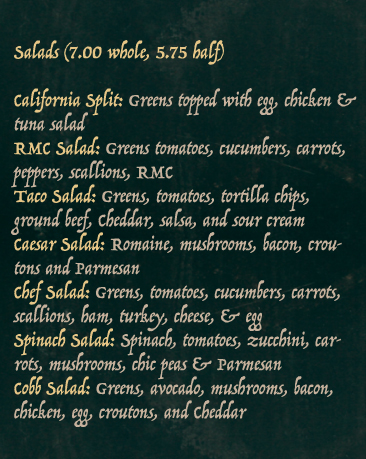 Salads (7.00 whole, 5.75 half)
California Split: Greens topped with egg, chicken &
tuna salad
RMC Salad: Greens tomatoes, cucumbers, carrots,
peppers, scallions, RMC
Taco Salad: Greens, tomatoes, tortilla chips,
ground beef, Cheddar, salsa, and sour cream
Caesar Salad: Romaine, mushrooms, bacon, crou-
tons and Parmesan
Chef Salad: Greens, tomatoes, cucumbers, carrots,
scallions, ham, turkey, cheese, & egg
Spinach Salad: Spinach, tomatoes, zucchini, car-
rots, mushrooms, chic peas & Parmesan
Cobb Salad: Greens, avocado, mushrooms, bacon,
chicken, egg, croutons, and Cheddar